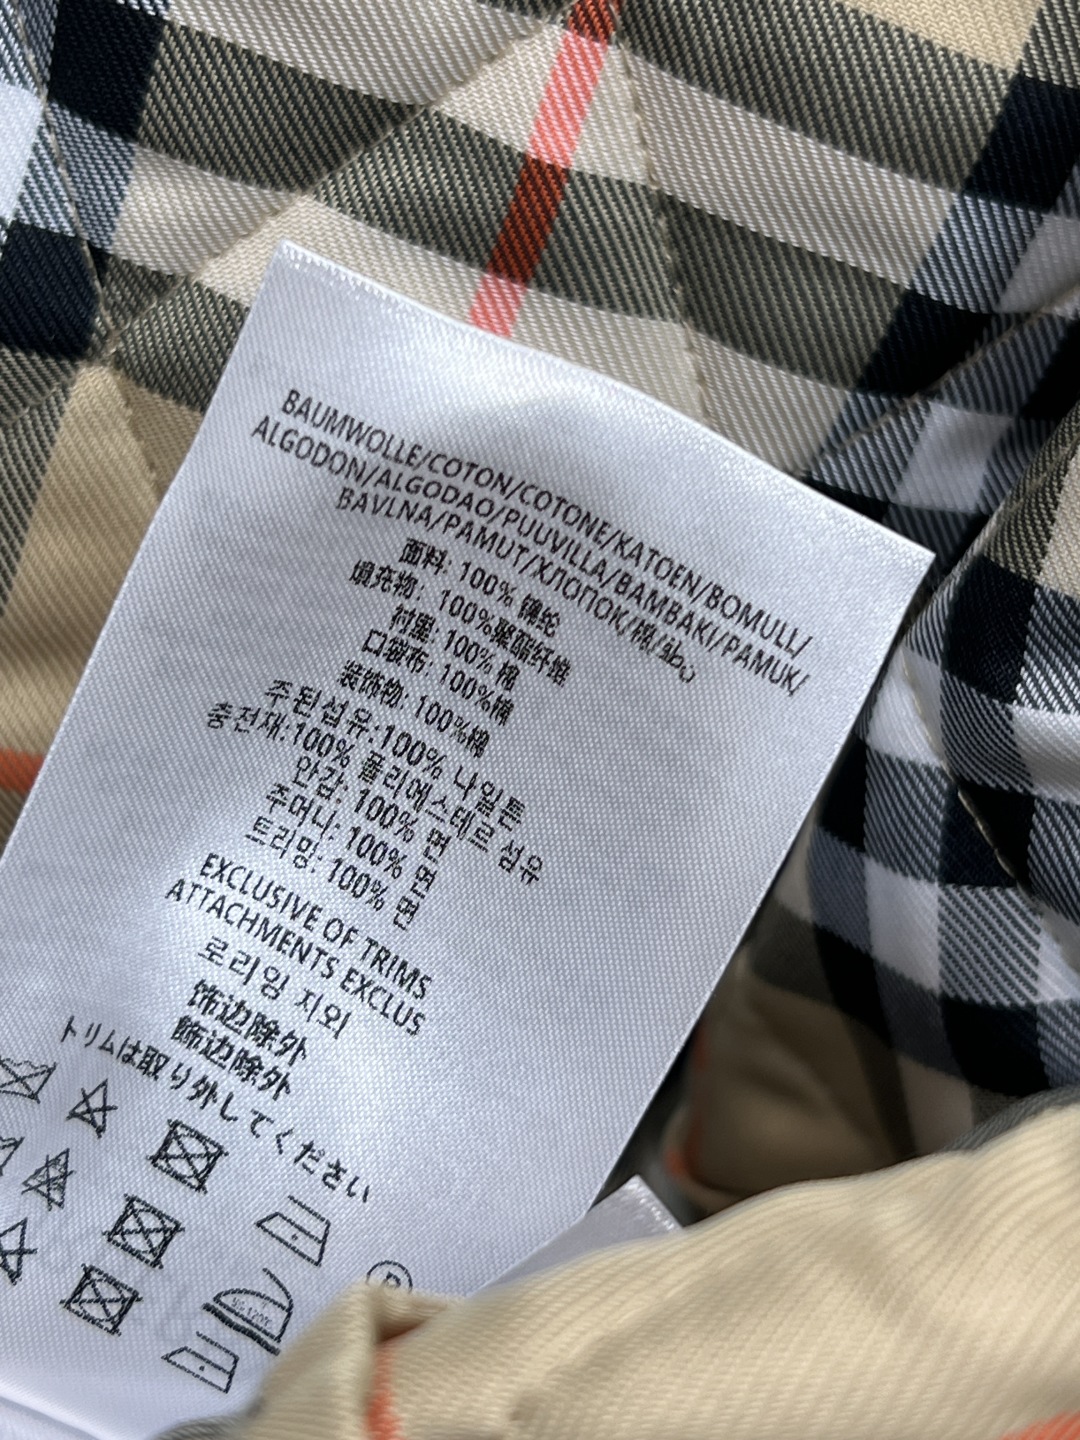 BAUMWOLLE/COTON/COTONE/KATOEN/BOMULL/
ALGODON/ALGODAO/PUUVILLA/BAMBAKI/PAMUK/
BAVLNA/PAMUT/ХЛОПОК/棉/
面料: 100% 锦纶
填充物: 100%聚酯纤维
衬里: 100% 棉
口袋布: 100%棉
装饰物: 100%棉
주된섬유:100% 나일론
충전재:100% 폴리에스테르 섬유
안감: 100% 면
주머니: 100% 면
트리밍: 100% 면
EXCLUSIVE OF TRIMS
ATTACHMENTS EXCLUS
로리잉 지외
饰边除外
飾边除外
トリムは取り外してください
P